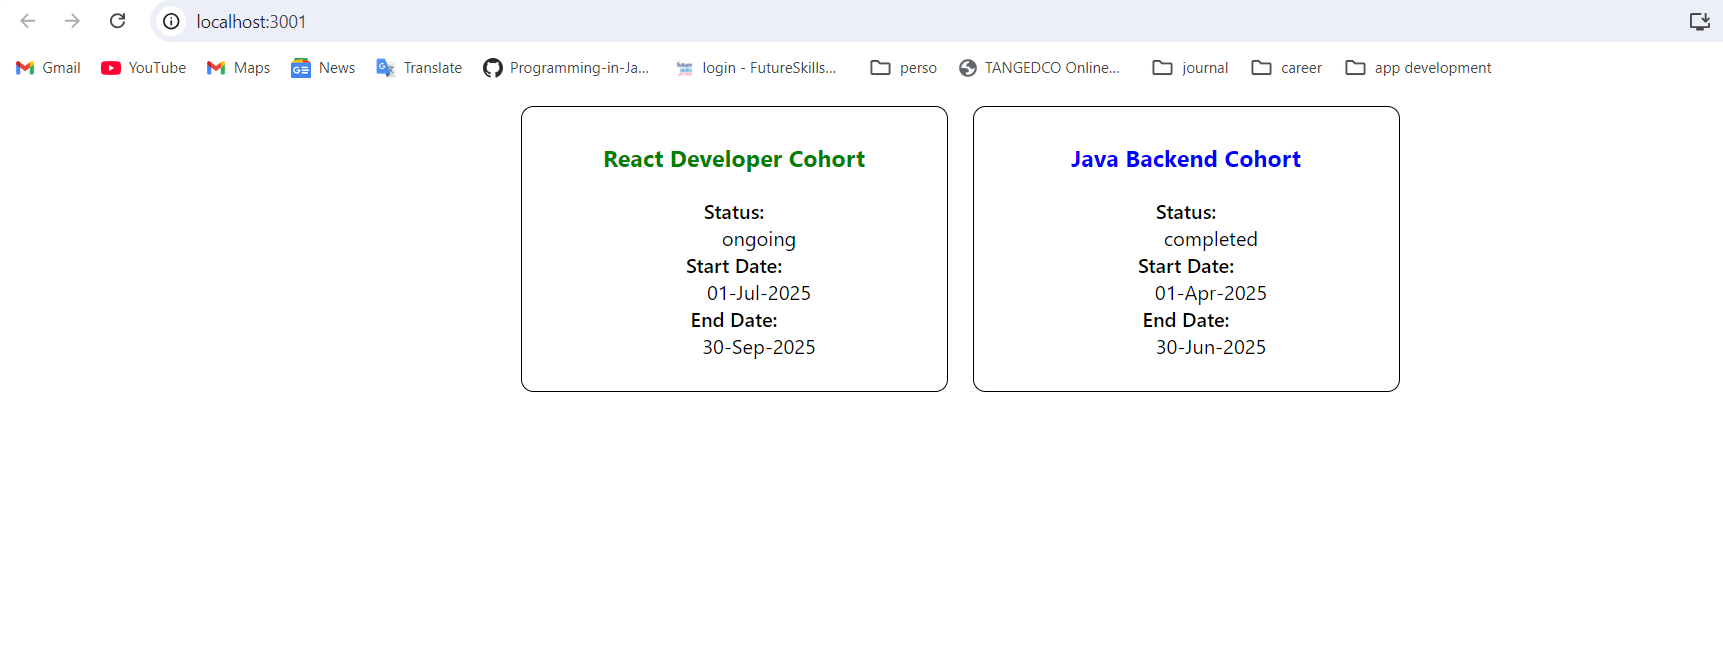 localhost:3001
Gmail YouTube Maps News Translate Programming-in-Ja... login - FutureSkills... perso TANGEDCO Online... journal career app development
React Developer Cohort
Status:
ongoing
Start Date:
01-Jul-2025
End Date:
30-Sep-2025
Java Backend Cohort
Status:
completed
Start Date:
01-Apr-2025
End Date:
30-Jun-2025